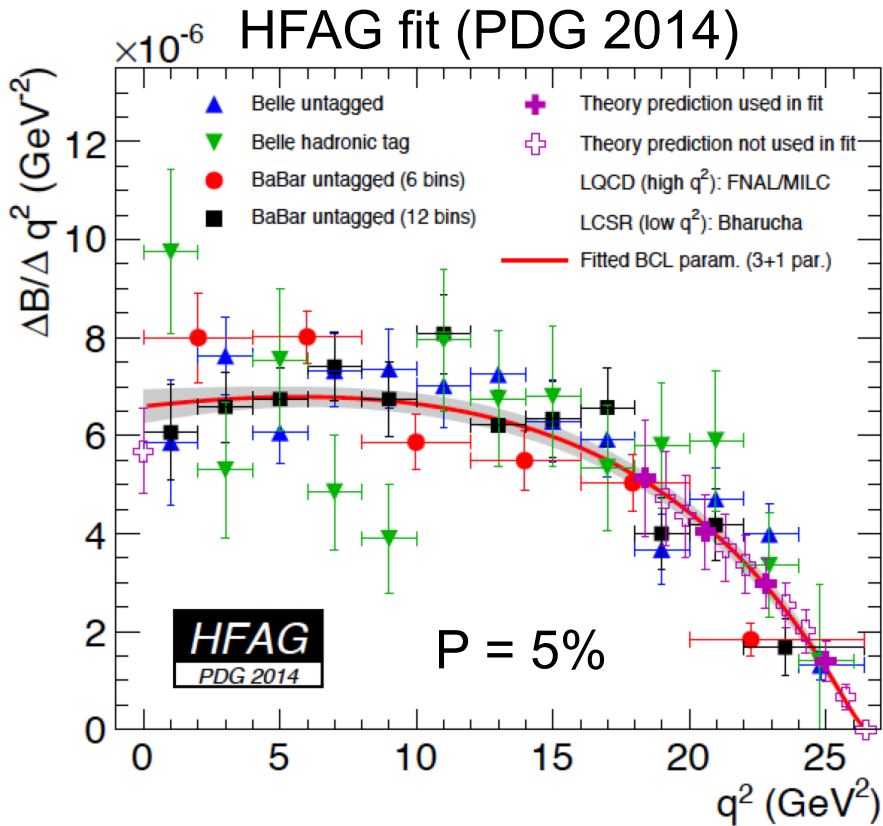 HFAG fit (PDG 2014)
×10⁻⁶
ΔB/Δ q² (GeV⁻²)
Belle untagged
Belle hadronic tag
BaBar untagged (6 bins)
BaBar untagged (12 bins)
Theory prediction used in fit
Theory prediction not used in fit
LQCD (high q²): FNAL/MILC
LCSR (low q²): Bharucha
Fitted BCL param. (3+1 par.)
12
10
8
6
4
2
0
HFAG
PDG 2014
P = 5%
0 5 10 15 20 25
q² (GeV²)